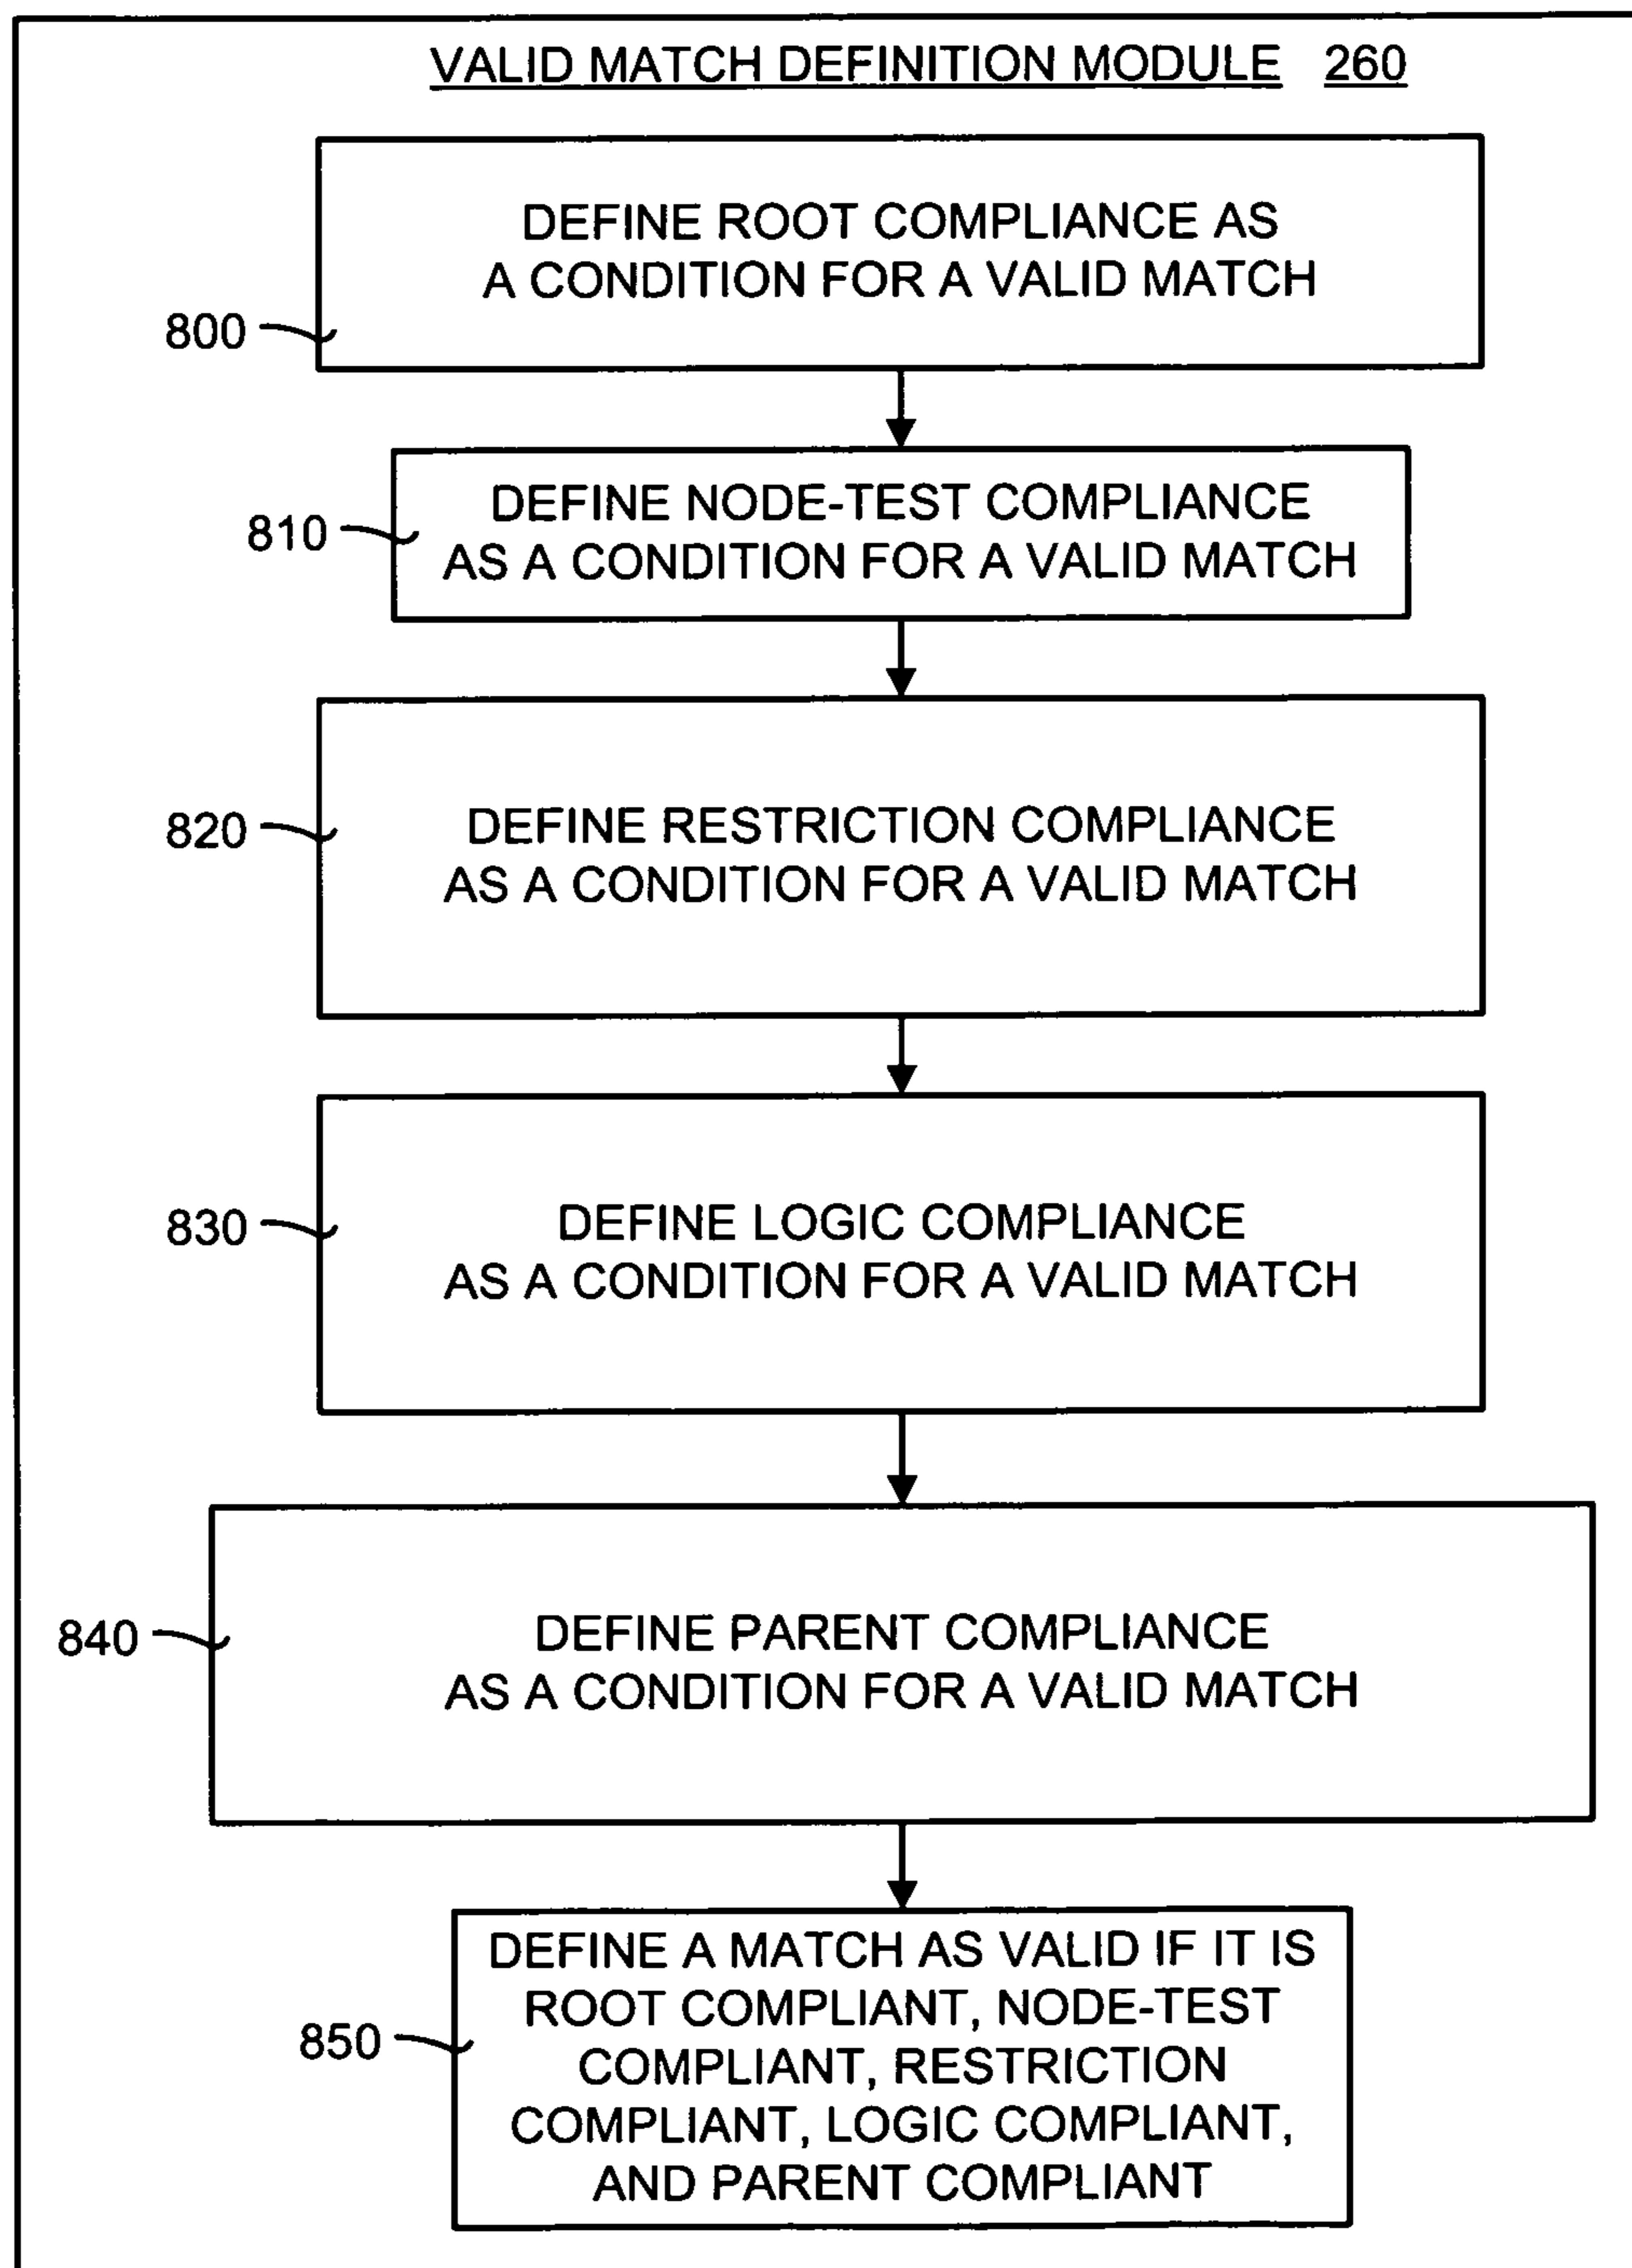 VALID MATCH DEFINITION MODULE 260
DEFINE ROOT COMPLIANCE AS
A CONDITION FOR A VALID MATCH
800
DEFINE NODE-TEST COMPLIANCE
AS A CONDITION FOR A VALID MATCH
810
DEFINE RESTRICTION COMPLIANCE
AS A CONDITION FOR A VALID MATCH
820
DEFINE LOGIC COMPLIANCE
AS A CONDITION FOR A VALID MATCH
830
DEFINE PARENT COMPLIANCE
AS A CONDITION FOR A VALID MATCH
840
DEFINE A MATCH AS VALID IF IT IS
ROOT COMPLIANT, NODE-TEST
COMPLIANT, RESTRICTION
COMPLIANT, LOGIC COMPLIANT,
AND PARENT COMPLIANT
850